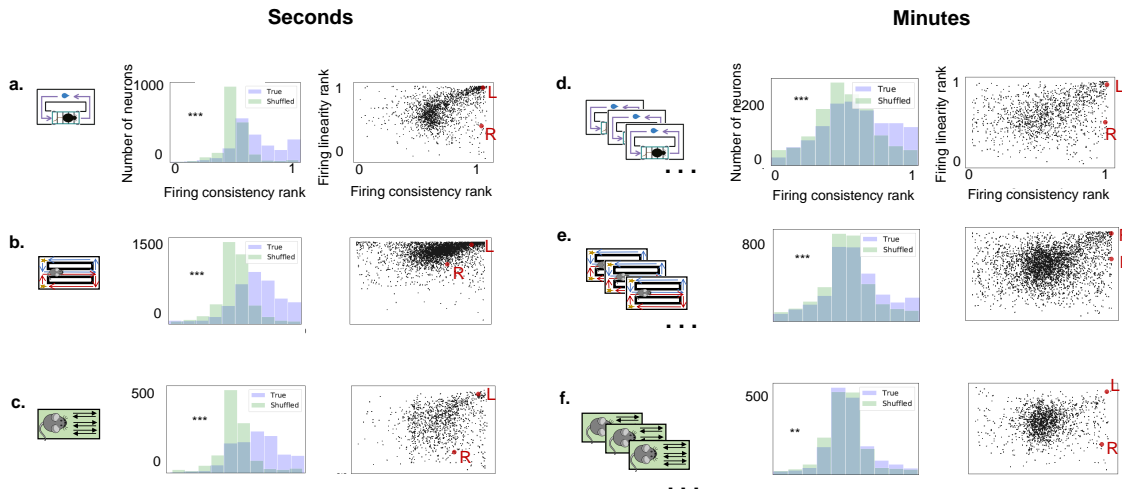 Seconds
Minutes
a.
Number of neurons
1000
0
***
True
Shuffled
0
1
Firing consistency rank
Firing linearity rank
1
0
L
R
0
1
Firing consistency rank
d.
. . .
Number of neurons
200
0
***
True
Shuffled
Firing consistency rank
Firing linearity rank
1
0
L
R
0
1
Firing consistency rank
b.
1500
0
***
True
Shuffled
L
R
e.
. . .
800
***
True
Shuffled
c.
500
0
***
True
Shuffled
L
R
f.
. . .
500
**
True
Shuffled
L
R